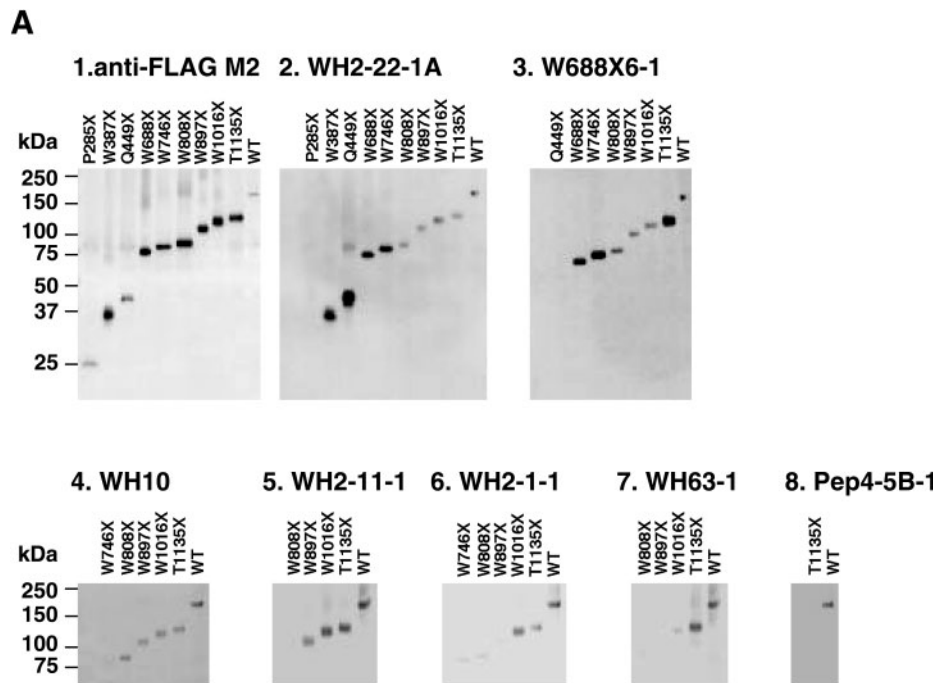 A
1.anti-FLAG M2 2. WH2-22-1A 3. W688X6-1
kDa
P285X W387X Q449X W688X W746X W808X W897X W1016X T1135X WT
P285X W387X Q449X W688X W746X W808X W897X W1016X T1135X WT
Q449X W688X W746X W808X W897X W1016X T1135X WT
250
150
100
75
50
37
25
4. WH10 5. WH2-11-1 6. WH2-1-1 7. WH63-1 8. Pep4-5B-1
kDa
W746X W808X W897X W1016X T1135X WT
W808X W897X W1016X T1135X WT
W746X W808X W897X W1016X T1135X WT
W808X W897X W1016X T1135X WT
T1135X WT
250
150
100
75